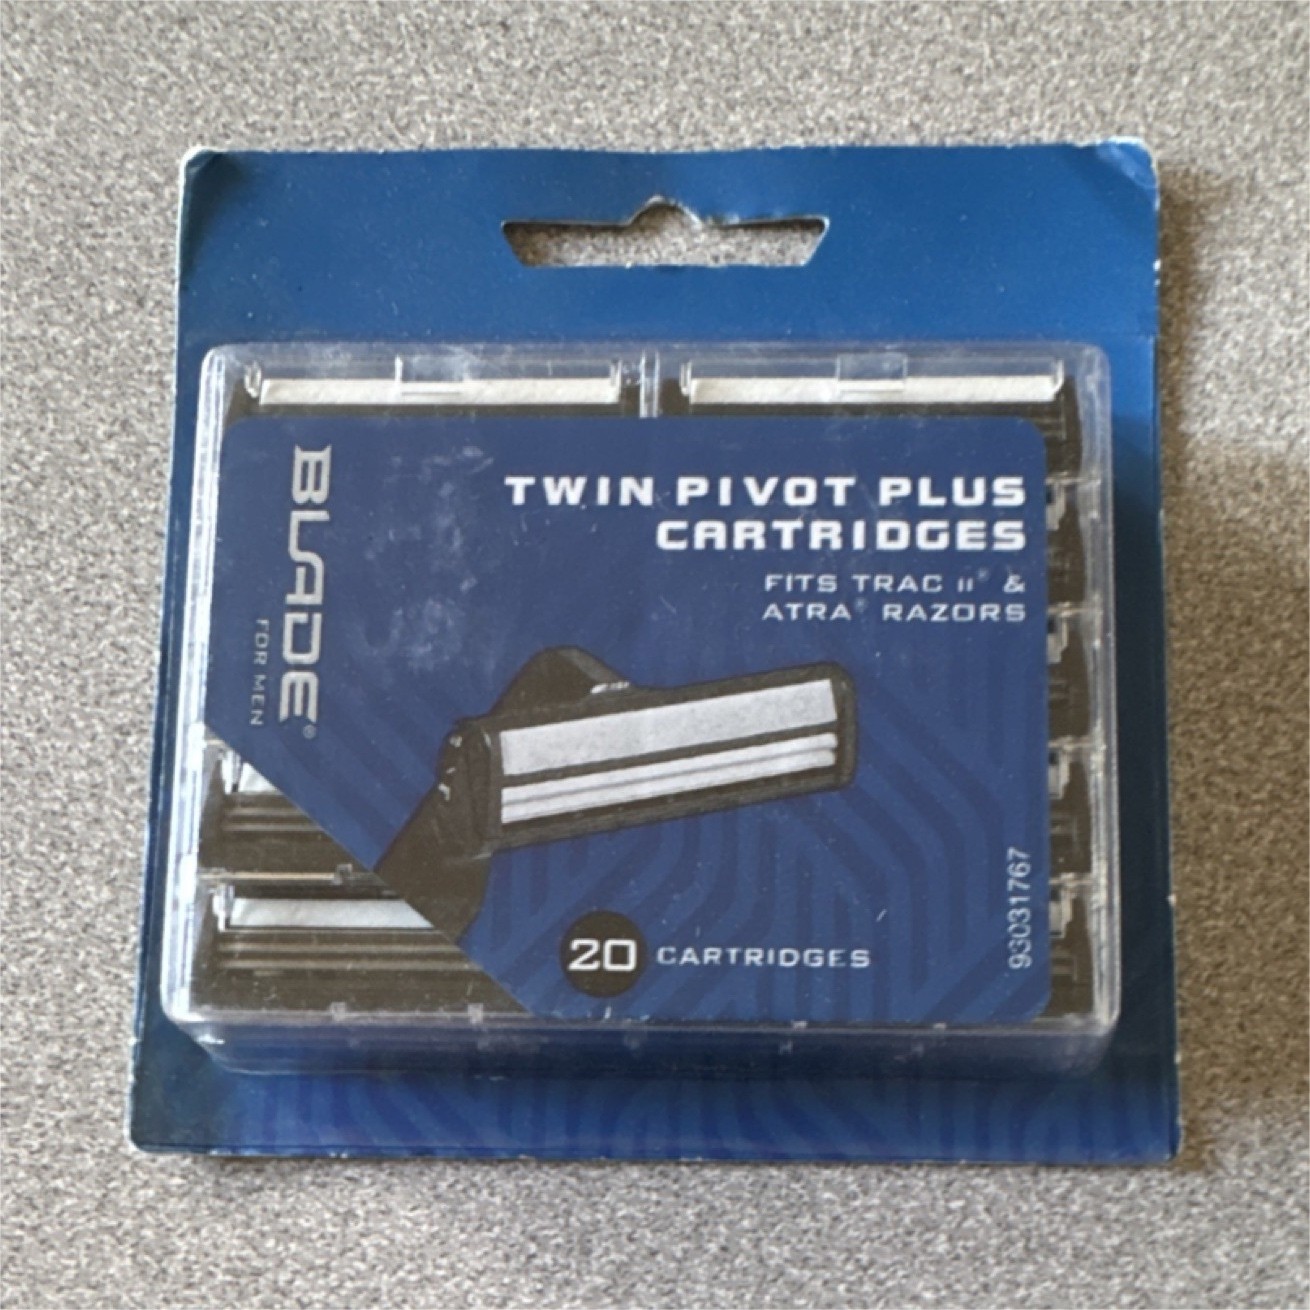 BLADE®
FOR MEN
TWIN PIVOT PLUS
CARTRIDGES
FITS TRAC II® &
ATRA® RAZORS
20 CARTRIDGES
93031767